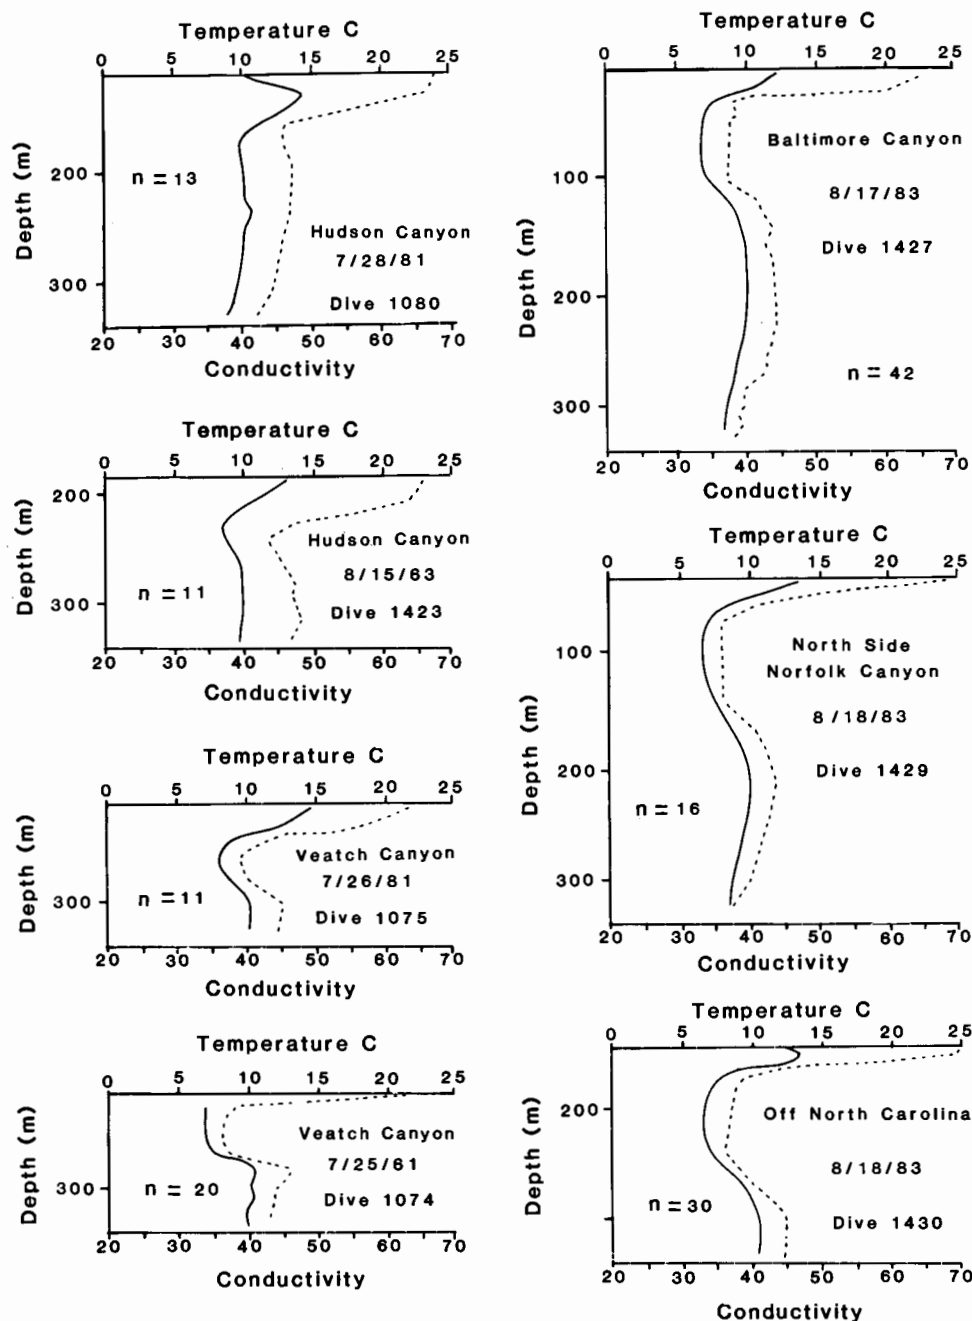 Temperature C
0 5 10 15 20 25
Depth (m)
200
300
n = 13
Hudson Canyon
7/28/81
Dive 1080
20 30 40 50 60 70
Conductivity
Temperature C
0 5 10 15 20 25
Depth (m)
200
300
n = 11
Hudson Canyon
8/15/63
Dive 1423
20 30 40 50 60 70
Conductivity
Temperature C
0 5 10 15 20 25
Depth (m)
300
n = 11
Veatch Canyon
7/26/81
Dive 1075
20 30 40 50 60 70
Conductivity
Temperature C
0 5 10 15 20 25
Depth (m)
300
n = 20
Veatch Canyon
7/25/61
Dive 1074
20 30 40 50 60 70
Conductivity
Temperature C
0 5 10 15 20 25
Depth (m)
100
200
300
Baltimore Canyon
8/17/83
Dive 1427
n = 42
20 30 40 50 60 70
Conductivity
Temperature C
0 5 10 15 20 25
Depth (m)
100
200
300
North Side
Norfolk Canyon
8/18/83
Dive 1429
n = 16
20 30 40 50 60 70
Conductivity
Temperature C
0 5 10 15 20 25
Depth (m)
200
Off North Carolina
8/18/83
Dive 1430
n = 30
20 30 40 50 60 70
Conductivity